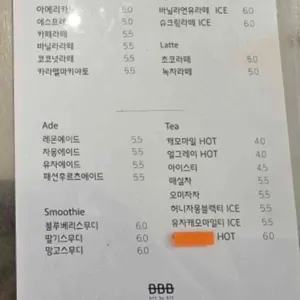 아메리카노 5.0
에스프레소 5.0
카페라떼 5.5
바닐라라떼 5.5
코코넛라떼 5.5
카라멜마키아토 5.5
바닐라연유라떼 ICE 6.0
슈크림라떼 ICE 6.0
Latte
초코라떼 5.5
녹차라떼 5.5
Ade
레몬에이드 5.5
자몽에이드 5.5
유자에이드 5.5
패션후르츠에이드 5.5
Smoothie
블루베리스무디 6.0
딸기스무디 6.0
망고스무디 6.0
Tea
캐모마일 HOT 4.0
얼그레이 HOT 4.0
아이스티 4.5
매실차 5.5
오미자차 5.5
허니자몽블랙티 ICE 5.5
유자캐모마일티 ICE 5.5
HOT 6.0
BBB